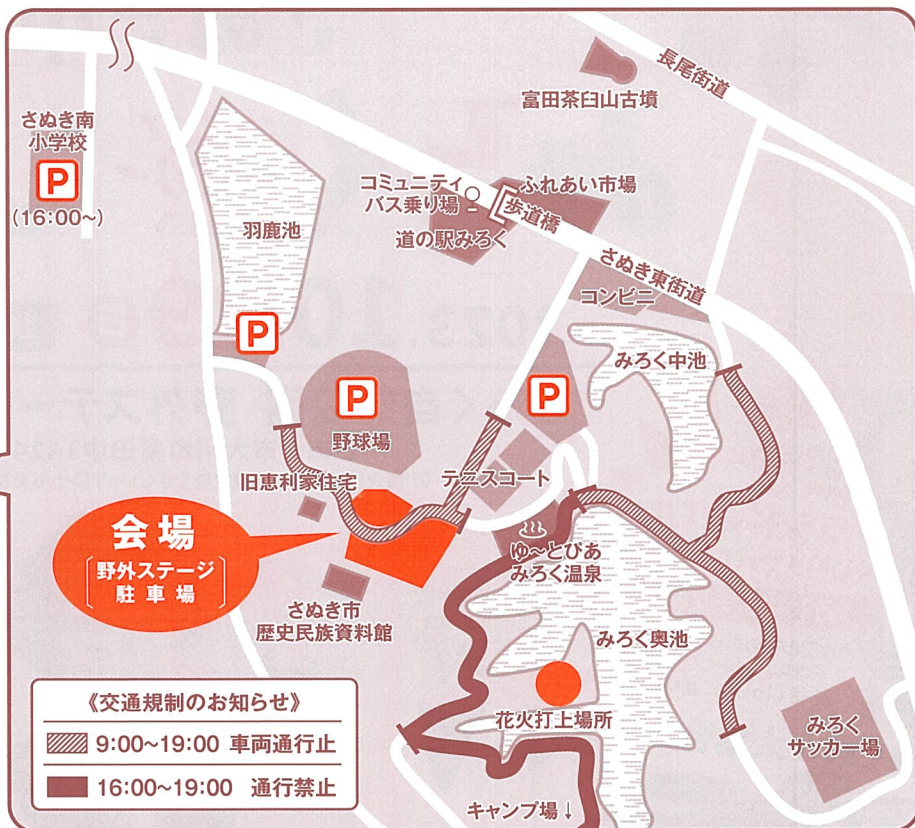 長尾街道
富田茶臼山古墳
さぬき南
小学校
P
(16:00~)
羽鹿池
コミュニティ
バス乗り場
ふれあい市場
歩道橋
道の駅みろく
さぬき東街道
コンビニ
みろく中池
P
P
野球場
P
テニスコート
旧恵利家住宅
会場
野外ステージ
駐車場
ゆ~とぴあ
みろく温泉
さぬき市
歴史民族資料館
みろく奥池
花火打上場所
みろく
サッカー場
キャンプ場↓
《交通規制のお知らせ》
9:00~19:00 車両通行止
16:00~19:00 通行禁止